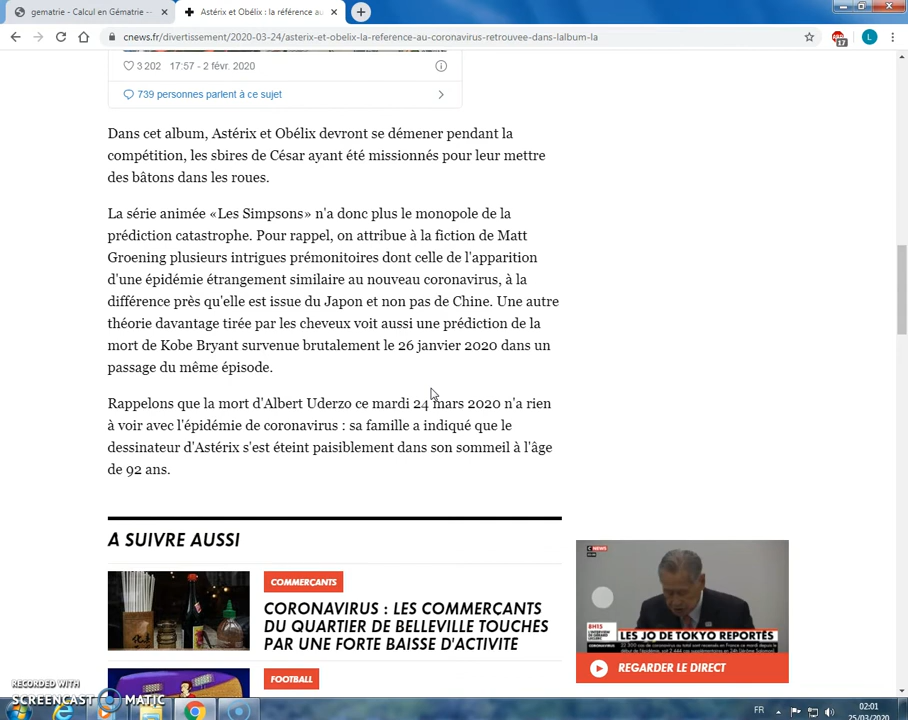 gematrie - Calcul en Gématrie --
Astérix et Obélix : la référence au
cnews.fr/divertissement/2020-03-24/asterix-et-obelix-la-reference-au-coronavirus-retrouvee-dans-lalbum-la
17
L
3 202 17:57 - 2 févr. 2020
739 personnes parlent à ce sujet
Dans cet album, Astérix et Obélix devront se démener pendant la
compétition, les sbires de César ayant été missionnés pour leur mettre
des bâtons dans les roues.
La série animée «Les Simpsons» n'a donc plus le monopole de la
prédiction catastrophe. Pour rappel, on attribue à la fiction de Matt
Groening plusieurs intrigues prémonitoires dont celle de l'apparition
d'une épidémie étrangement similaire au nouveau coronavirus, à la
différence près qu'elle est issue du Japon et non pas de Chine. Une autre
théorie davantage tirée par les cheveux voit aussi une prédiction de la
mort de Kobe Bryant survenue brutalement le 26 janvier 2020 dans un
passage du même épisode.
Rappelons que la mort d'Albert Uderzo ce mardi 24 mars 2020 n'a rien
à voir avec l'épidémie de coronavirus : sa famille a indiqué que le
dessinateur d'Astérix s'est éteint paisiblement dans son sommeil à l'âge
de 92 ans.
A SUIVRE AUSSI
COMMERÇANTS
CORONAVIRUS : LES COMMERÇANTS
DU QUARTIER DE BELLEVILLE TOUCHÉS
PAR UNE FORTE BAISSE D'ACTIVITE
FOOTBALL
CNEWS
8H15
LES JO DE TOKYO REPORTÉS
CORONAVIRUS
REGARDER LE DIRECT
RECORDED WITH
SCREENCAST MATIC
FR
02:01
25/03/2020